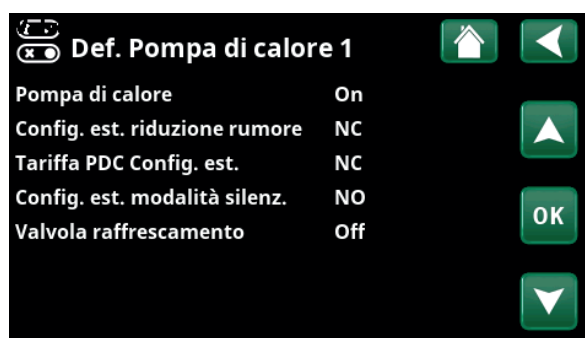 Def. Pompa di calore 1
Pompa di calore On
Config. est. riduzione rumore NC
Tariffa PDC Config. est. NC
Config. est. modalità silenz. NO
Valvola raffrescamento Off
OK